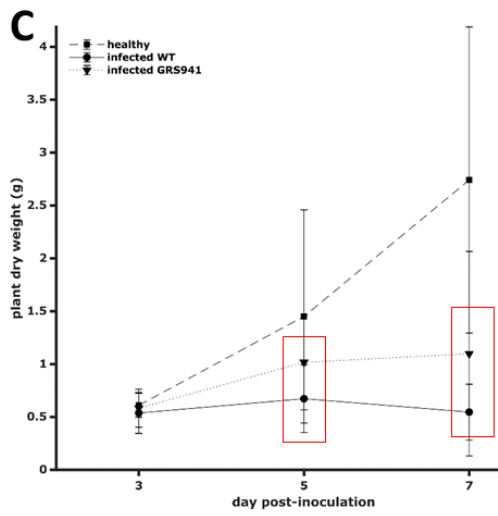 C
healthy
infected WT
infected GRS941
plant dry weight (g)
4
3.5
3
2.5
2
1.5
1
0.5
0
3
5
7
day post-inoculation